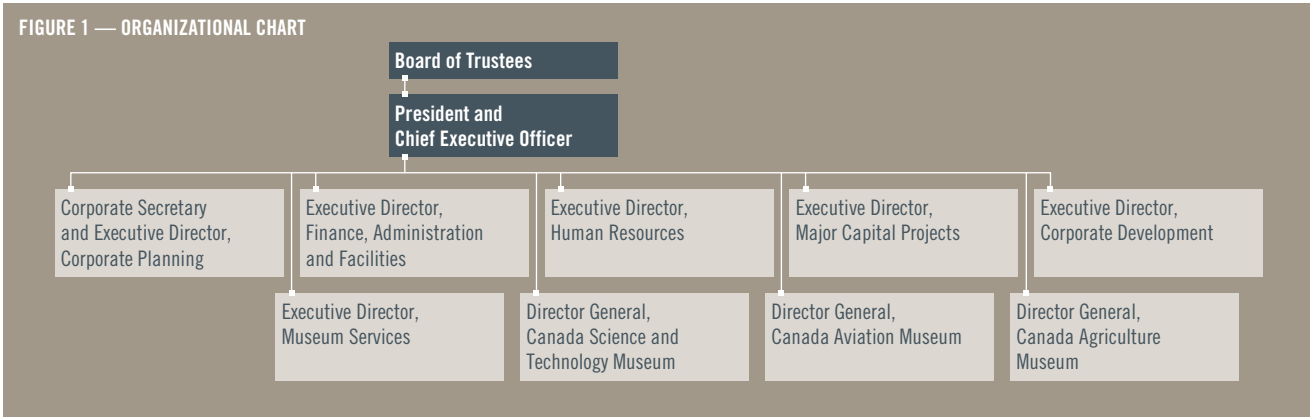 FIGURE 1 — ORGANIZATIONAL CHART
Board of Trustees
President and
Chief Executive Officer
Corporate Secretary
and Executive Director,
Corporate Planning
Executive Director,
Finance, Administration
and Facilities
Executive Director,
Human Resources
Executive Director,
Major Capital Projects
Executive Director,
Corporate Development
Executive Director,
Museum Services
Director General,
Canada Science and
Technology Museum
Director General,
Canada Aviation Museum
Director General,
Canada Agriculture
Museum